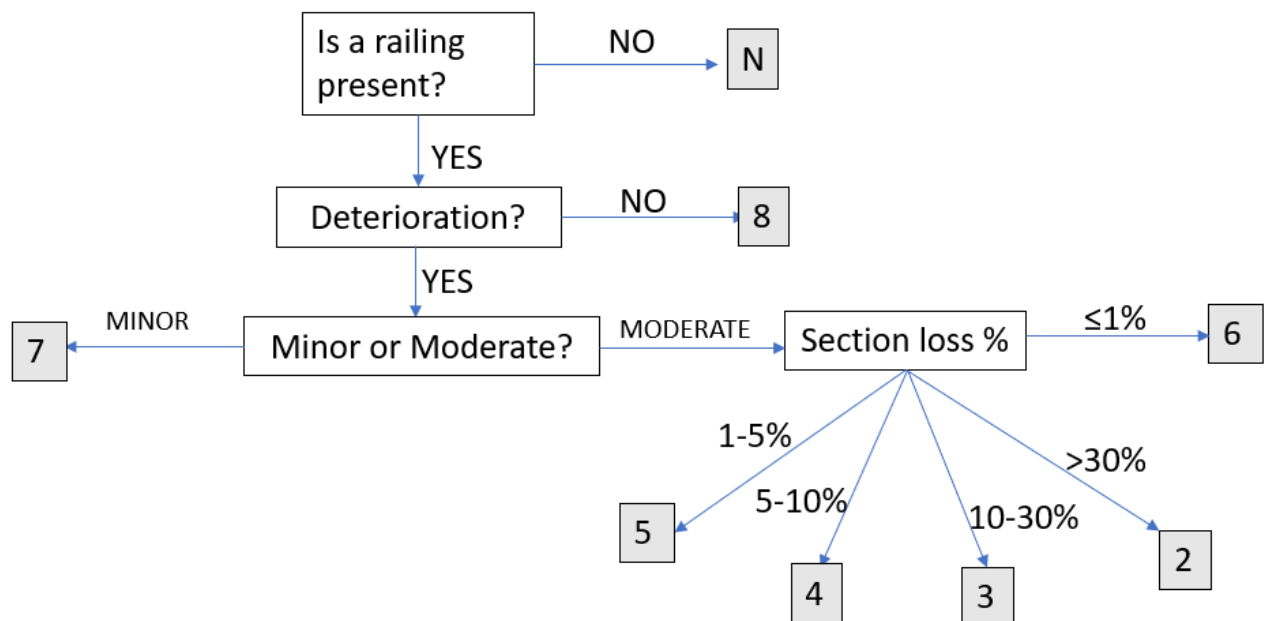 Is a railing
present?
NO
N
YES
Deterioration?
NO
8
YES
7
MINOR
Minor or Moderate?
MODERATE
Section loss %
≤1%
6
1-5%
5-10%
10-30%
>30%
5
4
3
2